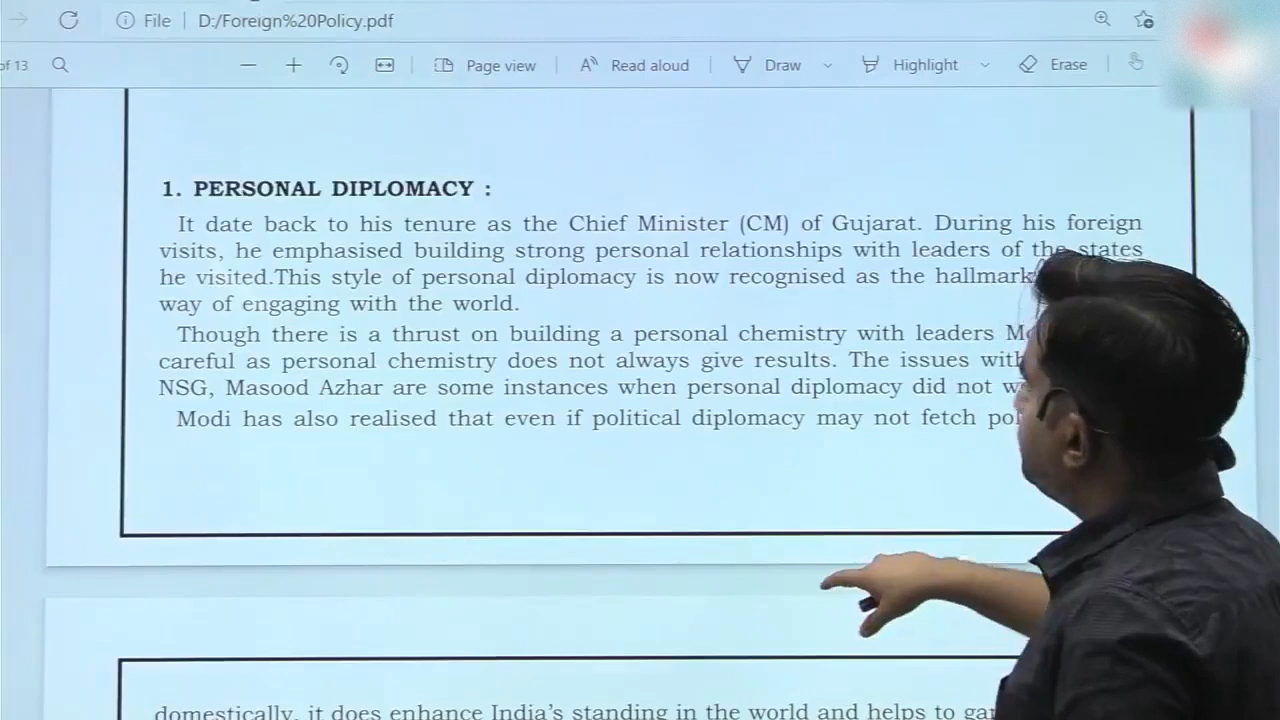 File D:/Foreign%20Policy.pdf
of 13 Page view Read aloud Draw Highlight Erase
1. PERSONAL DIPLOMACY :
It date back to his tenure as the Chief Minister (CM) of Gujarat. During his foreign
visits, he emphasised building strong personal relationships with leaders of the states
he visited.This style of personal diplomacy is now recognised as the hallmark
way of engaging with the world.
Though there is a thrust on building a personal chemistry with leaders
careful as personal chemistry does not always give results. The issues with
NSG, Masood Azhar are some instances when personal diplomacy did not
Modi has also realised that even if political diplomacy may not fetch
domestically, it does enhance India's standing in the world and helps to